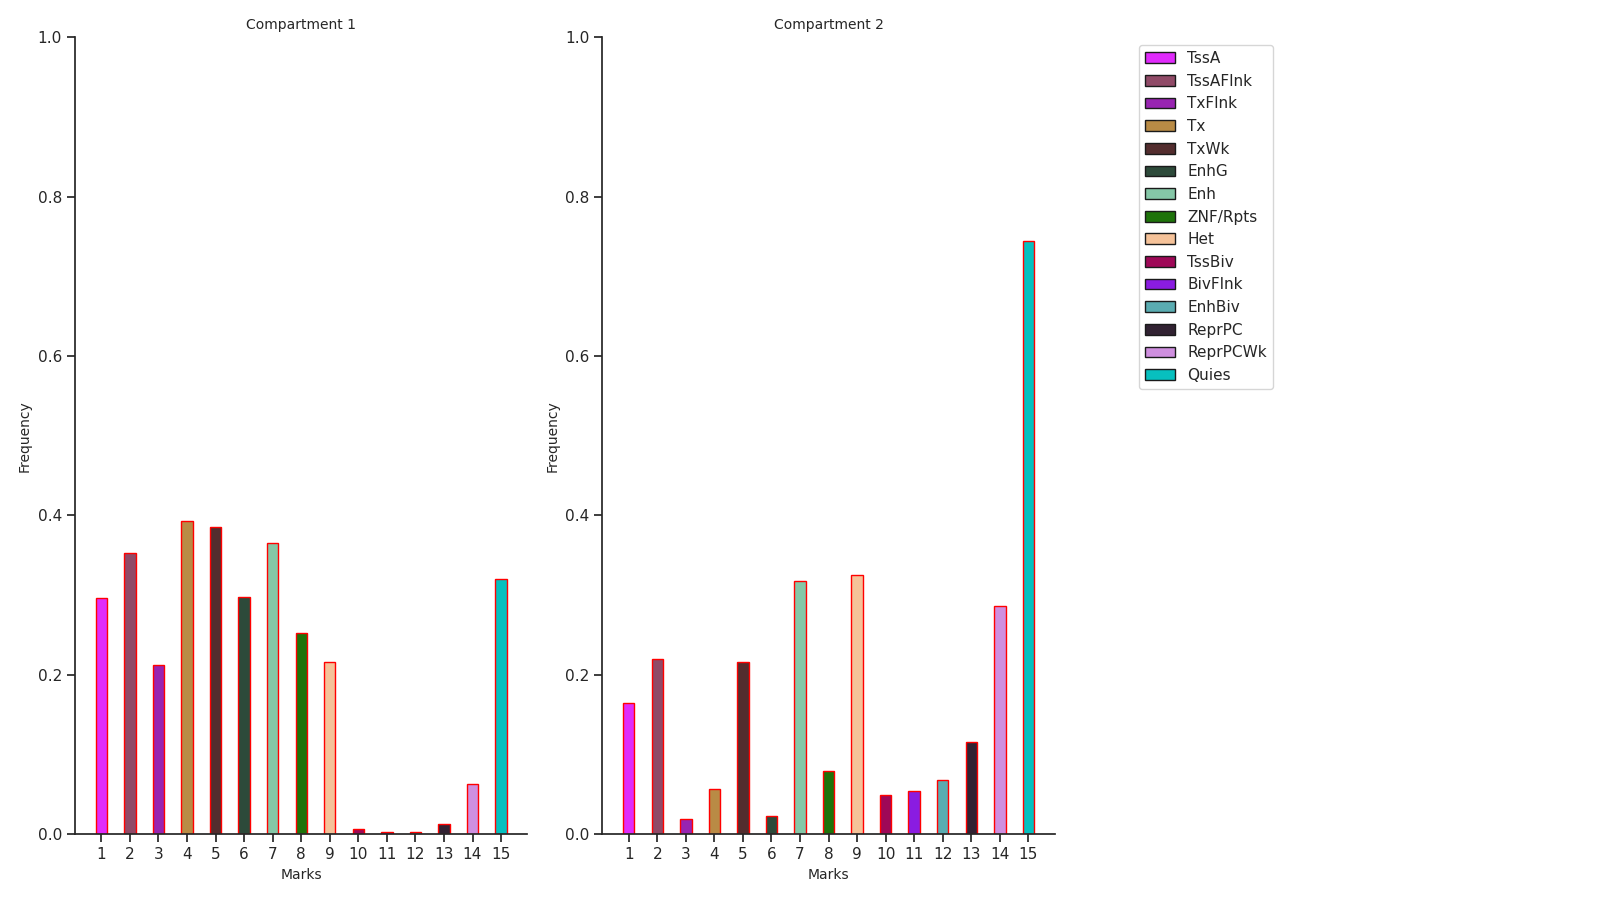 Compartment 1
1.0
0.8
0.6
0.4
0.2
0.0
Frequency
1 2 3 4 5 6 7 8 9 10 11 12 13 14 15
Marks
Compartment 2
1.0
0.8
0.6
0.4
0.2
0.0
Frequency
1 2 3 4 5 6 7 8 9 10 11 12 13 14 15
Marks
TssA
TssAFlnk
TxFlnk
Tx
TxWk
EnhG
Enh
ZNF/Rpts
Het
TssBiv
BivFlnk
EnhBiv
ReprPC
ReprPCWk
Quies